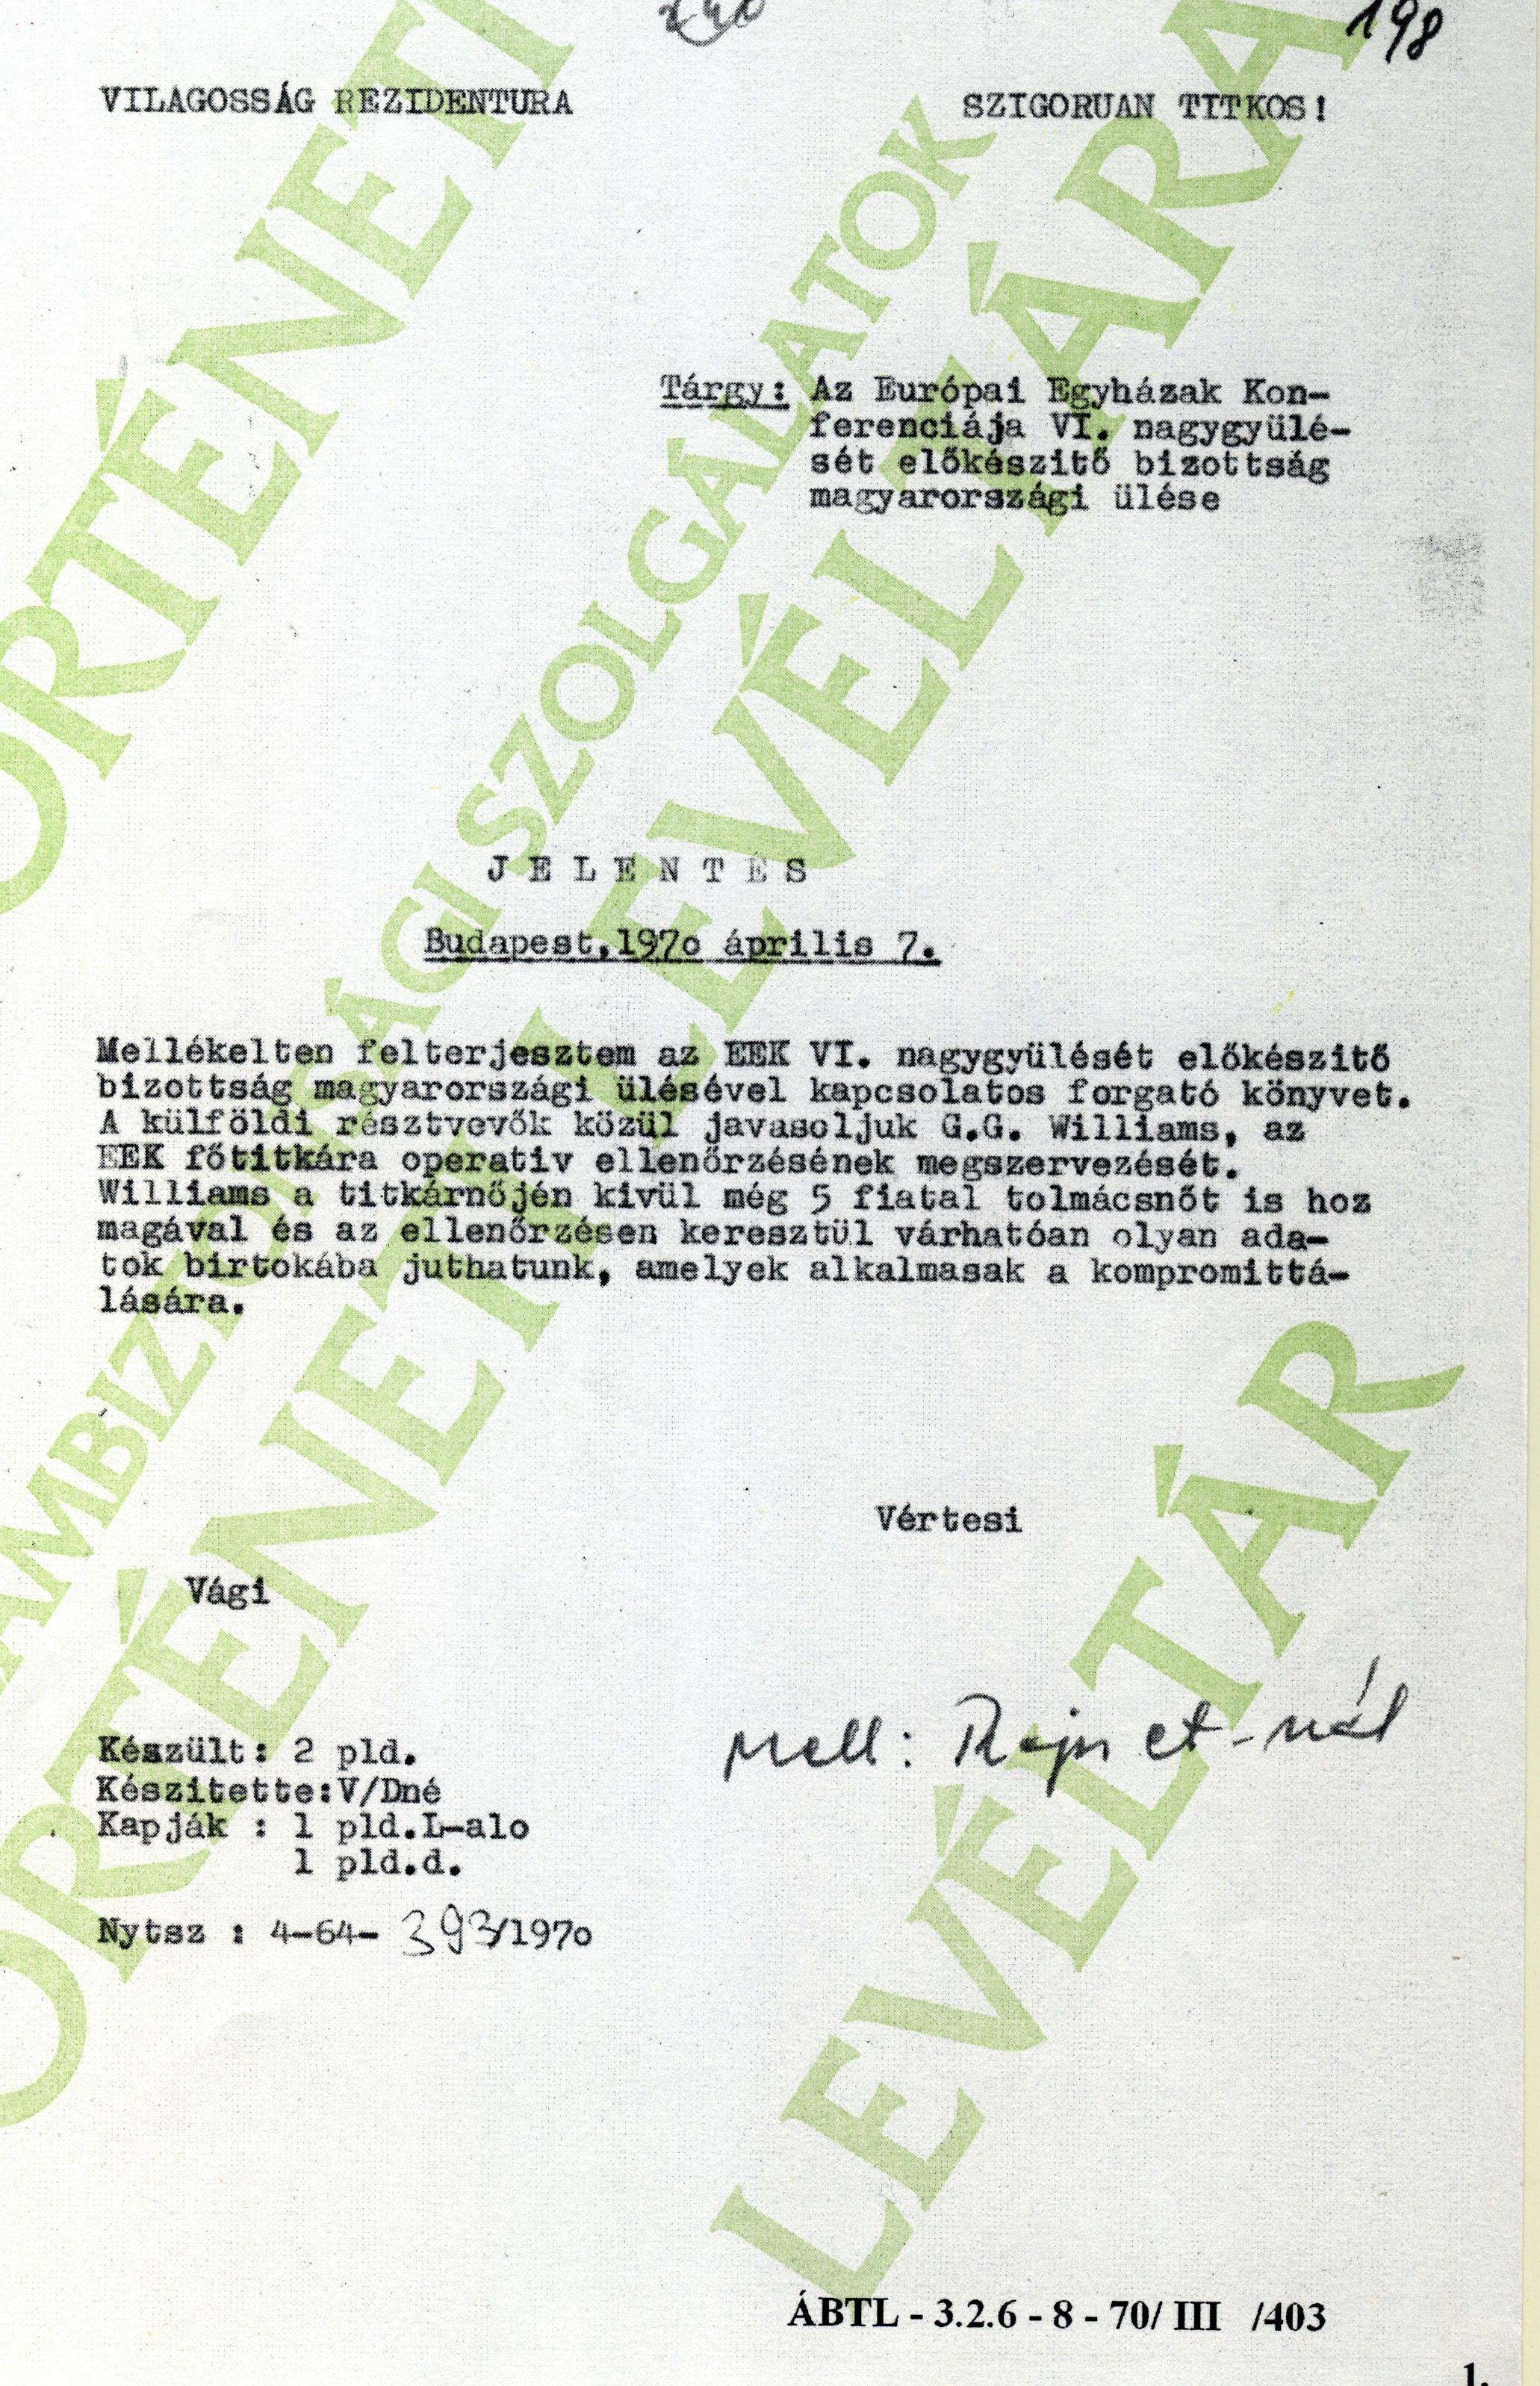 198
VILAGOSSÁG REZIDENTURA
SZIGORUAN TITKOS!
Tárgy: Az Európai Egyházak Kon-
ferenciája VI. nagygyülé-
sét előkészitő bizottság
magyarországi ülése
J E L E N T É S
Budapest,197o április 7.
Mellékelten felterjesztem az EEK VI. nagygyülését előkészitő
bizottság magyarországi ülésével kapcsolatos forgató könyvet.
A külföldi résztvevők közül javasoljuk G.G. Williams, az
EEK főtitkára operativ ellenőrzésének megszervezését.
Williams a titkárnőjén kivül még 5 fiatal tolmácsnőt is hoz
magával és az ellenőrzésen keresztül várhatóan olyan ada-
tok birtokába juthatunk, amelyek alkalmasak a kompromittá-
lására.
Vértesi
Vági
Mell:
Készült: 2 pld.
Készitette:V/Dné
Kapják : 1 pld.L-alo
1 pld.d.
Nytsz : 4-64- 393/197o
ÁBTL - 3.2.6 - 8 - 70/ III /403
1.
ÁLLAMBIZTONSÁGI SZOLGÁLATOK
TÖRTÉNETI LEVÉLTÁRA